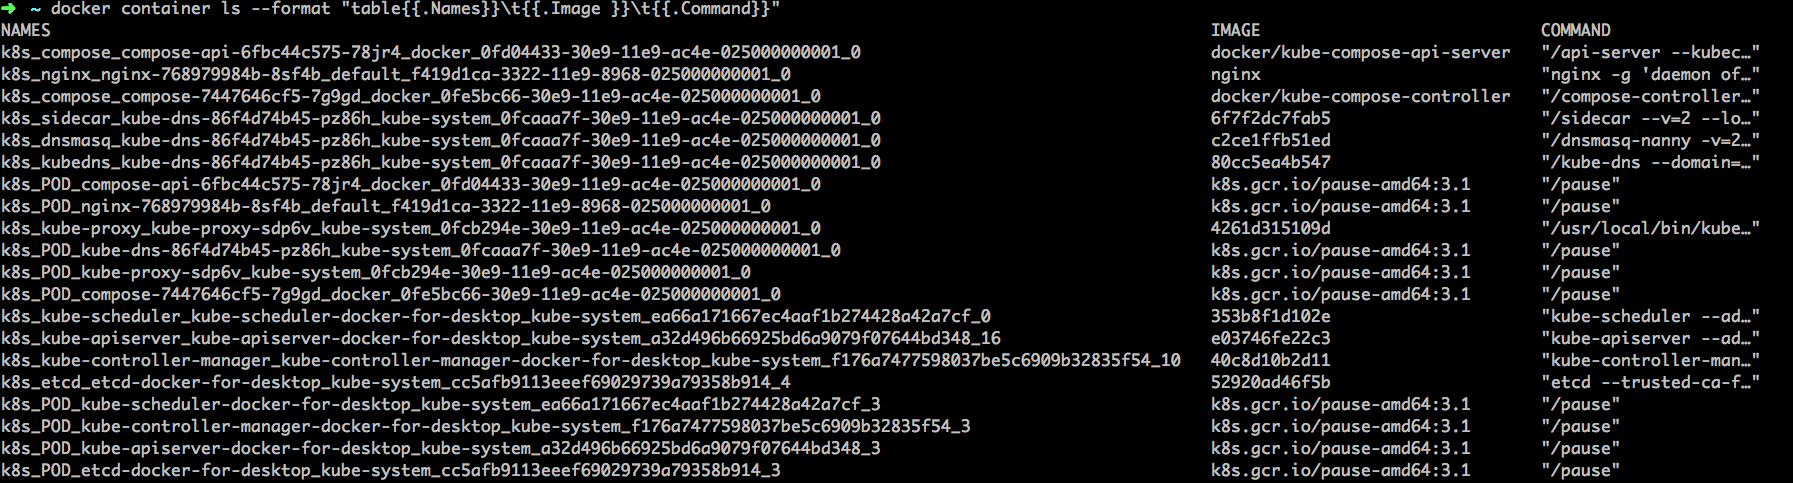 ➜  ~ docker container ls --format "table{{.Names}}\t{{.Image }}\t{{.Command}}"
NAMES IMAGE COMMAND
k8s_compose_compose-api-6fbc44c575-78jr4_docker_0fd04433-30e9-11e9-ac4e-025000000001_0 docker/kube-compose-api-server "/api-server --kubec…"
k8s_nginx_nginx-768979984b-8sf4b_default_f419d1ca-3322-11e9-8968-025000000001_0 nginx "nginx -g 'daemon of…"
k8s_compose_compose-7447646cf5-7g9gd_docker_0fe5bc66-30e9-11e9-ac4e-025000000001_0 docker/kube-compose-controller "/compose-controller…"
k8s_sidecar_kube-dns-86f4d74b45-pz86h_kube-system_0fcaaa7f-30e9-11e9-ac4e-025000000001_0 6f7f2dc7fab5 "/sidecar --v=2 --lo…"
k8s_dnsmasq_kube-dns-86f4d74b45-pz86h_kube-system_0fcaaa7f-30e9-11e9-ac4e-025000000001_0 c2ce1ffb51ed "/dnsmasq-nanny -v=2…"
k8s_kubedns_kube-dns-86f4d74b45-pz86h_kube-system_0fcaaa7f-30e9-11e9-ac4e-025000000001_0 80cc5ea4b547 "/kube-dns --domain=…"
k8s_POD_compose-api-6fbc44c575-78jr4_docker_0fd04433-30e9-11e9-ac4e-025000000001_0 k8s.gcr.io/pause-amd64:3.1 "/pause"
k8s_POD_nginx-768979984b-8sf4b_default_f419d1ca-3322-11e9-8968-025000000001_0 k8s.gcr.io/pause-amd64:3.1 "/pause"
k8s_kube-proxy_kube-proxy-sdp6v_kube-system_0fcb294e-30e9-11e9-ac4e-025000000001_0 4261d315109d "/usr/local/bin/kube…"
k8s_POD_kube-dns-86f4d74b45-pz86h_kube-system_0fcaaa7f-30e9-11e9-ac4e-025000000001_0 k8s.gcr.io/pause-amd64:3.1 "/pause"
k8s_POD_kube-proxy-sdp6v_kube-system_0fcb294e-30e9-11e9-ac4e-025000000001_0 k8s.gcr.io/pause-amd64:3.1 "/pause"
k8s_POD_compose-7447646cf5-7g9gd_docker_0fe5bc66-30e9-11e9-ac4e-025000000001_0 k8s.gcr.io/pause-amd64:3.1 "/pause"
k8s_kube-scheduler_kube-scheduler-docker-for-desktop_kube-system_ea66a171667ec4aaf1b274428a42a7cf_0 353b8f1d102e "kube-scheduler --ad…"
k8s_kube-apiserver_kube-apiserver-docker-for-desktop_kube-system_a32d496b66925bd6a9079f07644bd348_16 e03746fe22c3 "kube-apiserver --ad…"
k8s_kube-controller-manager_kube-controller-manager-docker-for-desktop_kube-system_f176a7477598037be5c6909b32835f54_10 40c8d10b2d11 "kube-controller-man…"
k8s_etcd_etcd-docker-for-desktop_kube-system_cc5afb9113eeef69029739a79358b914_4 52920ad46f5b "etcd --trusted-ca-f…"
k8s_POD_kube-scheduler-docker-for-desktop_kube-system_ea66a171667ec4aaf1b274428a42a7cf_3 k8s.gcr.io/pause-amd64:3.1 "/pause"
k8s_POD_kube-controller-manager-docker-for-desktop_kube-system_f176a7477598037be5c6909b32835f54_3 k8s.gcr.io/pause-amd64:3.1 "/pause"
k8s_POD_kube-apiserver-docker-for-desktop_kube-system_a32d496b66925bd6a9079f07644bd348_3 k8s.gcr.io/pause-amd64:3.1 "/pause"
k8s_POD_etcd-docker-for-desktop_kube-system_cc5afb9113eeef69029739a79358b914_3 k8s.gcr.io/pause-amd64:3.1 "/pause"